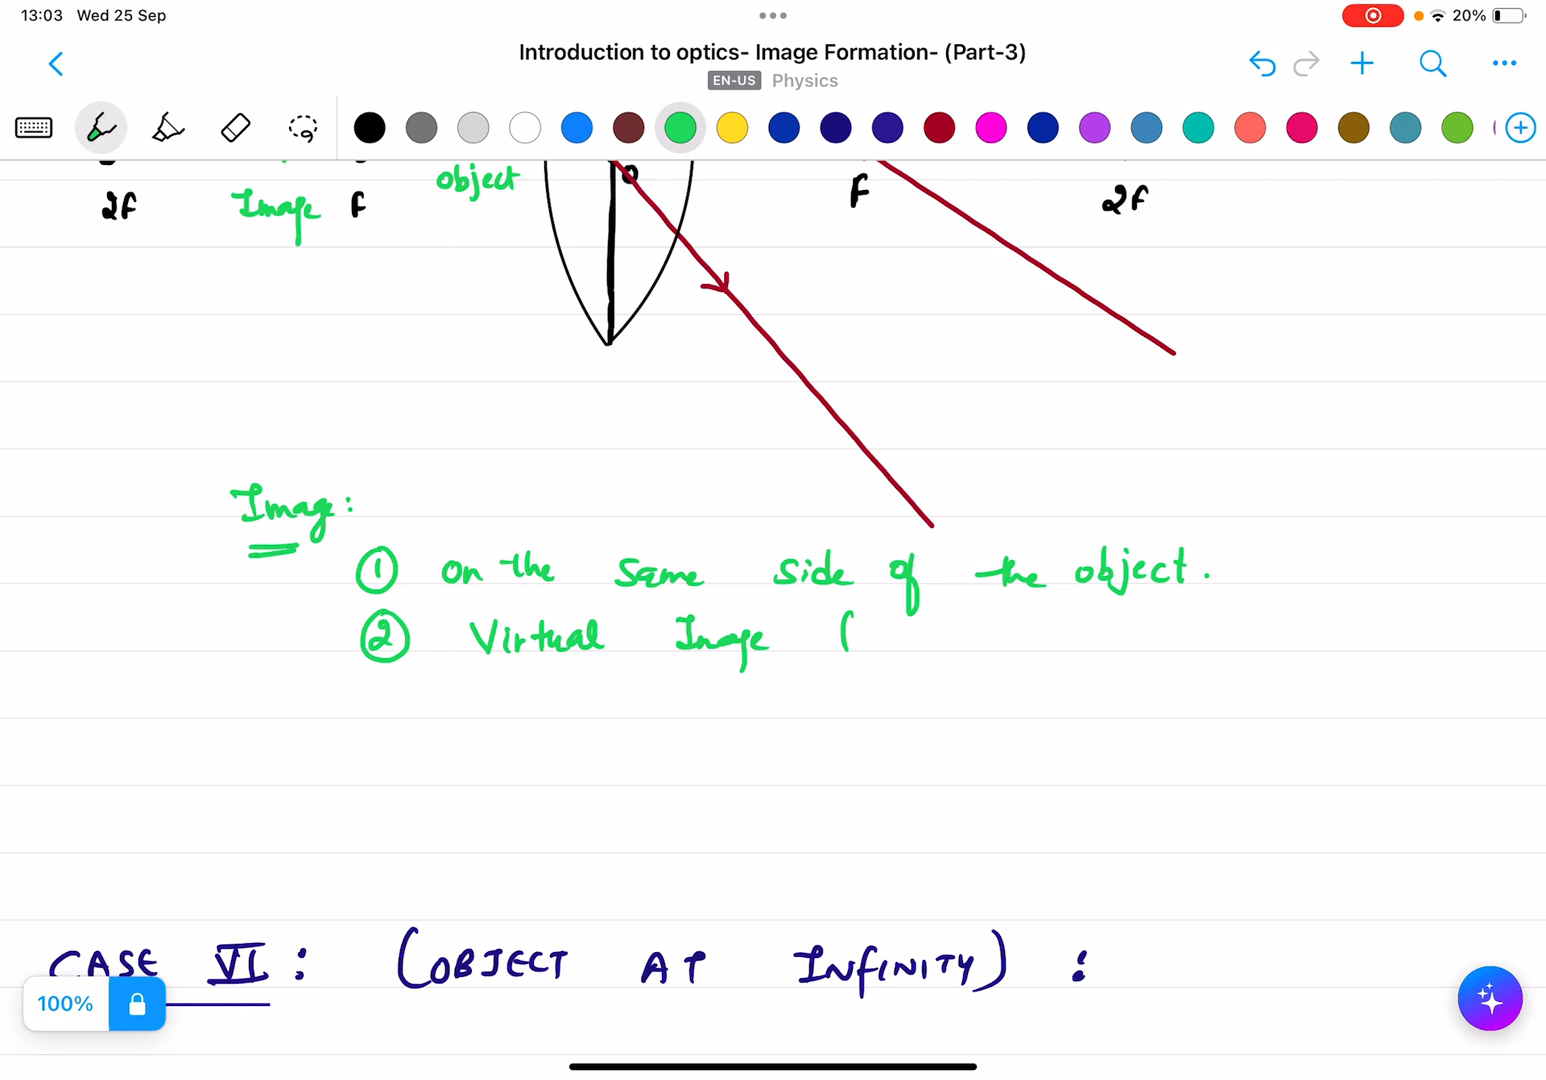 13:03 Wed 25 Sep
20%
Introduction to optics- Image Formation- (Part-3)
EN-US Physics
2F Image F object O F 2F
Image:
① on the same side of the object.
② Virtual Image (
CASE VI: (OBJECT AT INFINITY) :
100%